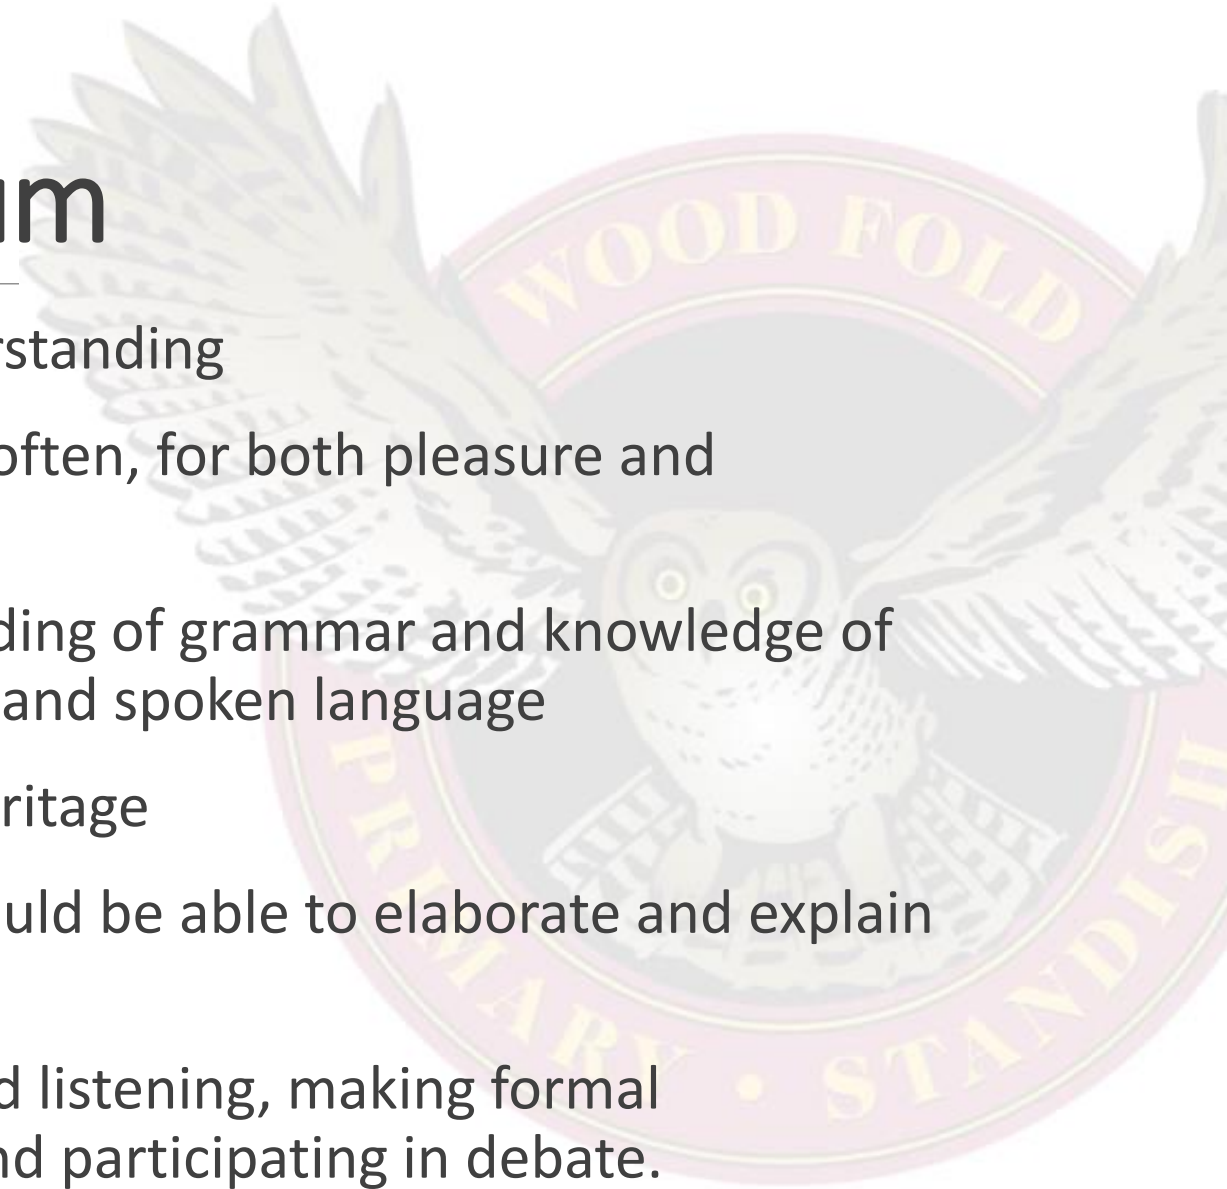 um
rstanding
often, for both pleasure and
ding of grammar and knowledge of
and spoken language
ritage
uld be able to elaborate and explain
d listening, making formal
nd participating in debate.
WOOD FOLD
PRIMARY • STANDISH